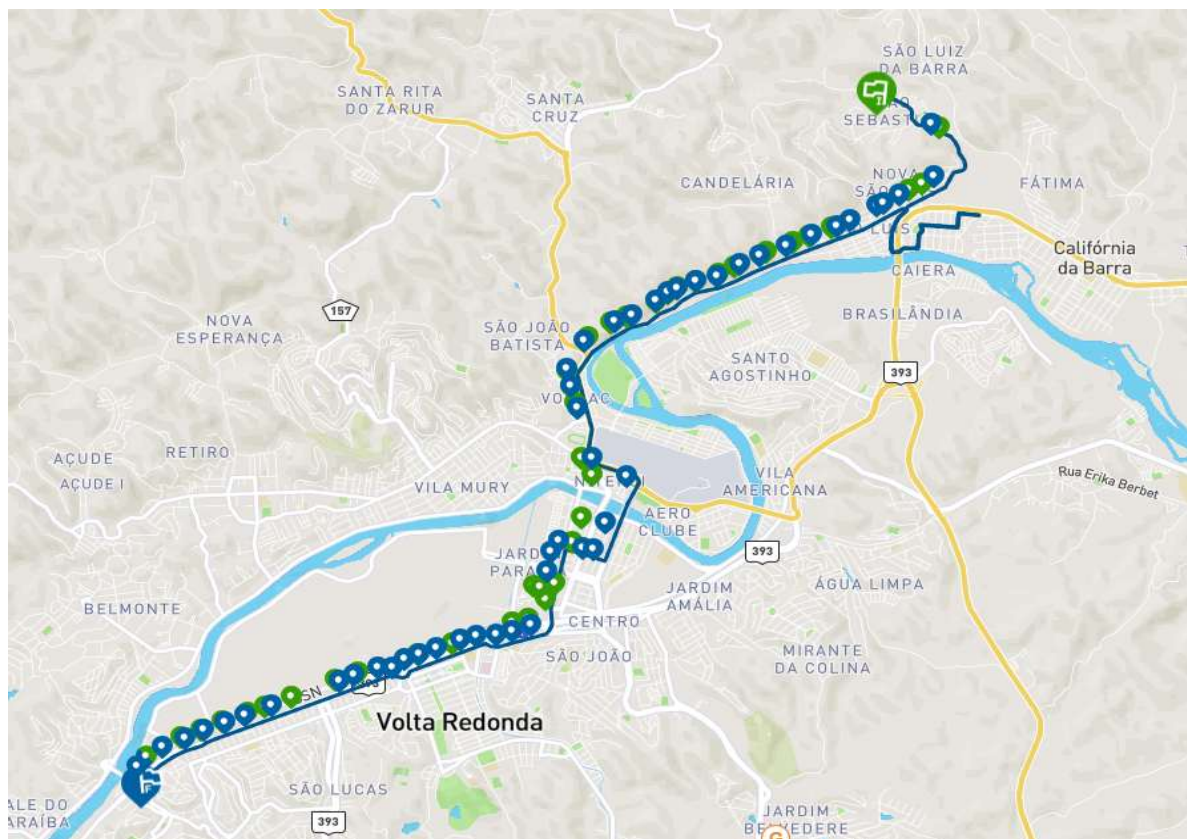 SÃO LUIZ
DA BARRA
SANTA RITA
DO ZARUR
SANTA
CRUZ
CANDELÁRIA
FÁTIMA
Califórnia
da Barra
CAIERA
157
NOVA
ESPERANÇA
SÃO JOÃO
BATISTA
BRASILÂNDIA
SANTO
AGOSTINHO
393
AÇUDE
AÇUDE I
RETIRO
VILA MURY
VILA
AMERICANA
Rua Erika Berbet
AERO
CLUBE
393
JARDIM
BELMONTE
JARDIM
AMÁLIA
ÁGUA LIMPA
CENTRO
SÃO JOÃO
MIRANTE
DA COLINA
Volta Redonda
SÃO LUCAS
393
JARDIM
BELVEDERE